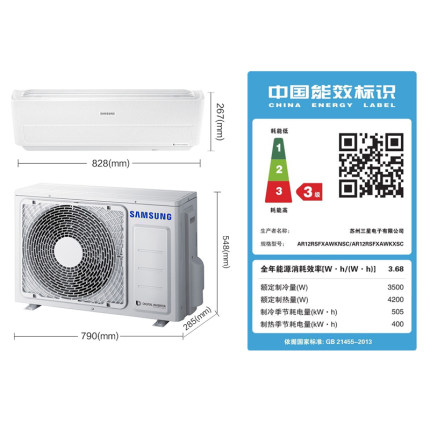 SAMSUNG
267(mm)
828(mm)
SAMSUNG
548(mm)
790(mm)
285(mm)
中国能效标识
CHINA ENERGY LABEL
耗能低
1
2
3
3级
耗能高
生产者名称: 苏州三星电子有限公司
规格型号: AR12RSFXAWKNSC/AR12RSFXAWKXSC
全年能源消耗效率[W·h/(W·h)] 3.68
额定制冷量(W) 3500
额定制热量(W) 4200
制冷季节耗电量(kW·h) 505
制热季节耗电量(kW·h) 400
依据国家标准: GB 21455-2013